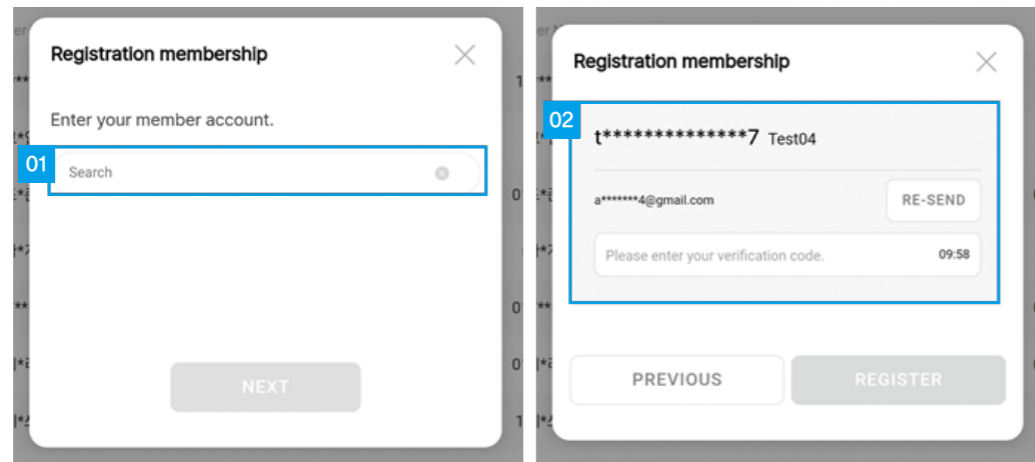 Registration membership
Enter your member account.
01
Search
NEXT
Registration membership
02
t**************7 Test04
a*******4@gmail.com
RE-SEND
Please enter your verification code.
09:58
PREVIOUS
REGISTER